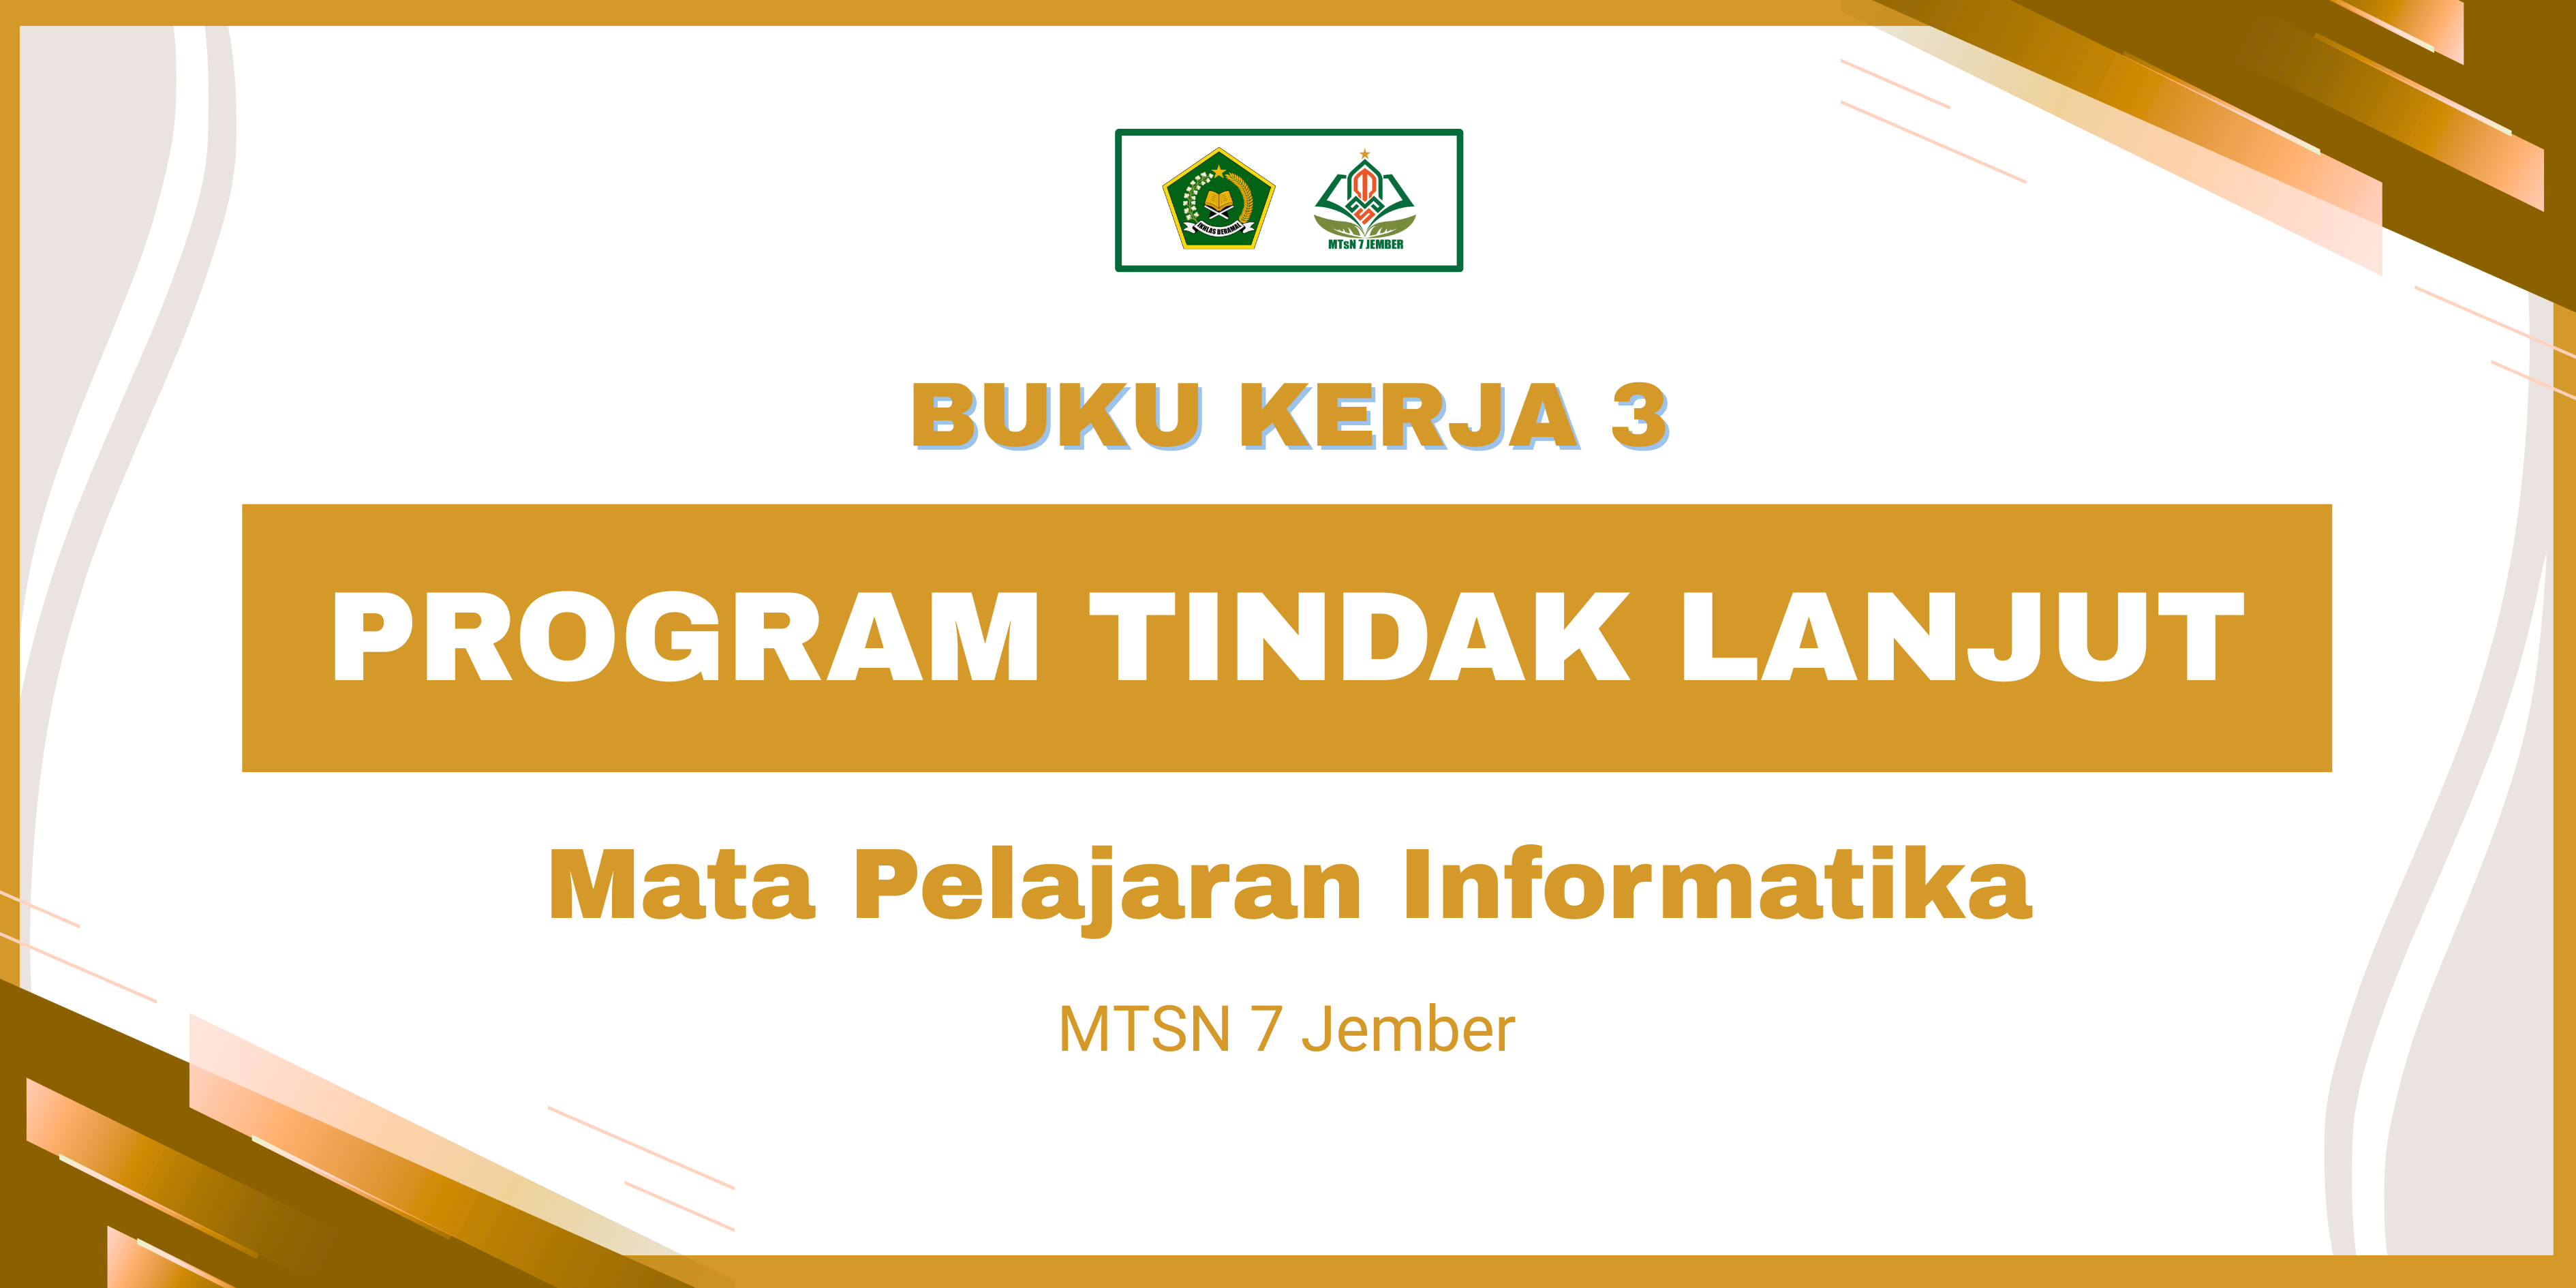 IKHLAS BERAMAL
MTsN 7 JEMBER
BUKU KERJA 3
PROGRAM TINDAK LANJUT
Mata Pelajaran Informatika
MTSN 7 Jember